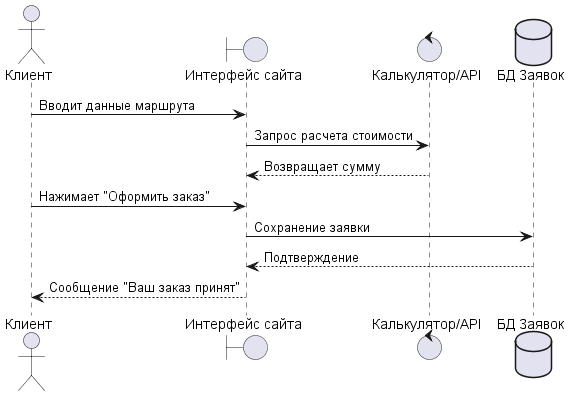 Клиент
Интерфейс сайта
Калькулятор/API
БД Заявок
Вводит данные маршрута
Запрос расчета стоимости
Возвращает сумму
Нажимает "Оформить заказ"
Сохранение заявки
Подтверждение
Сообщение "Ваш заказ принят"
Клиент
Интерфейс сайта
Калькулятор/API
БД Заявок